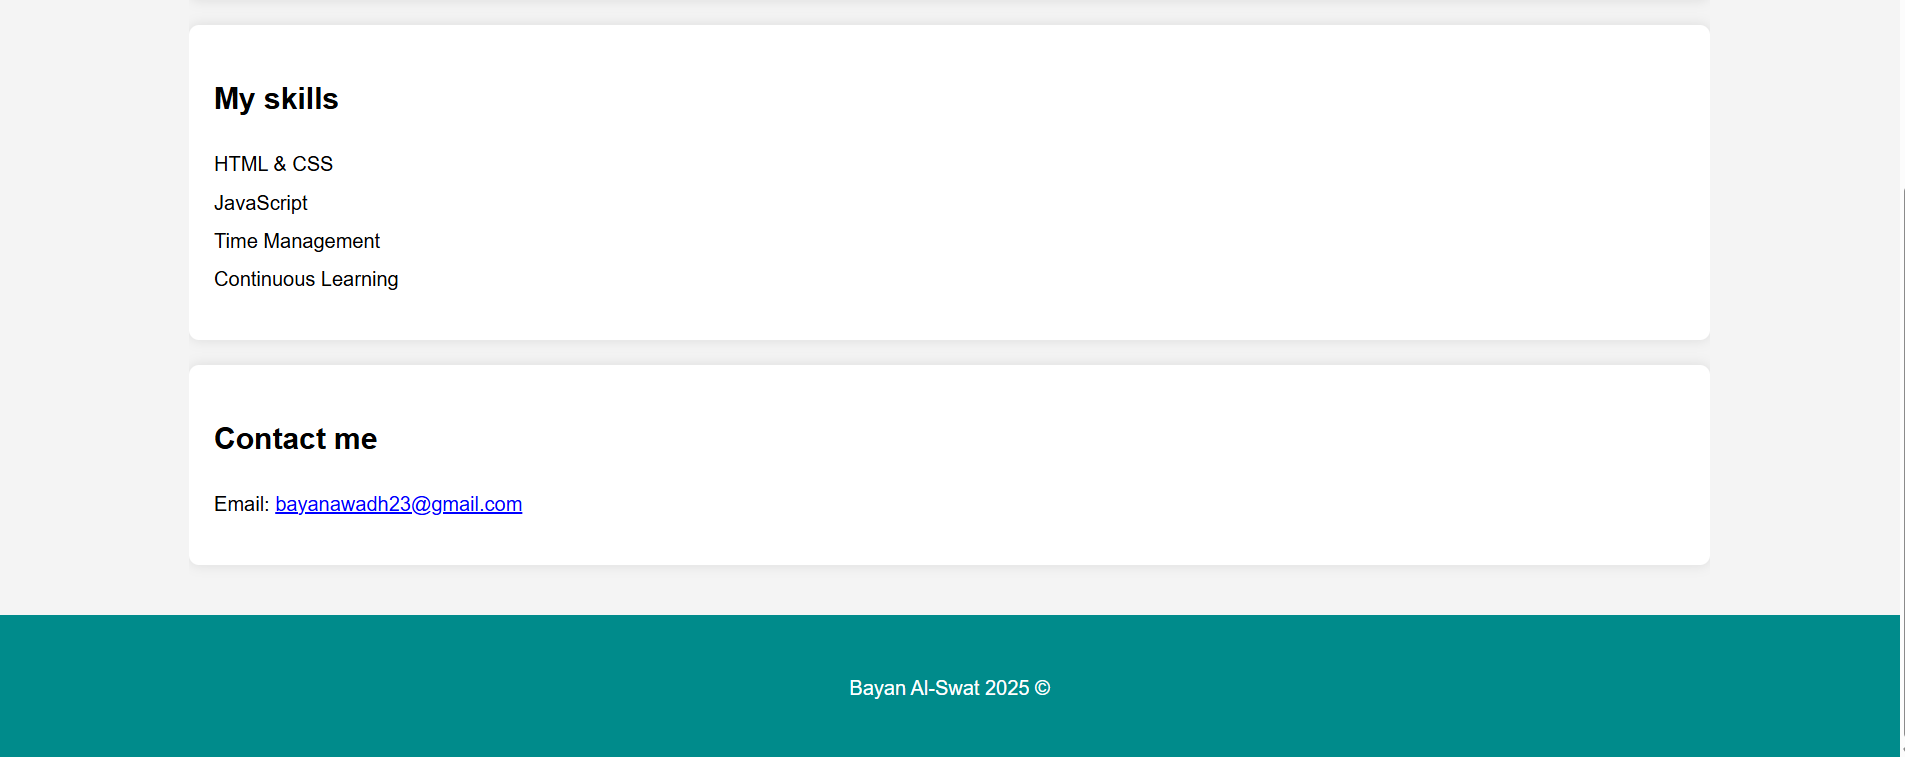 My skills
HTML & CSS
JavaScript
Time Management
Continuous Learning
Contact me
Email: bayanawadh23@gmail.com
Bayan Al-Swat 2025 ©